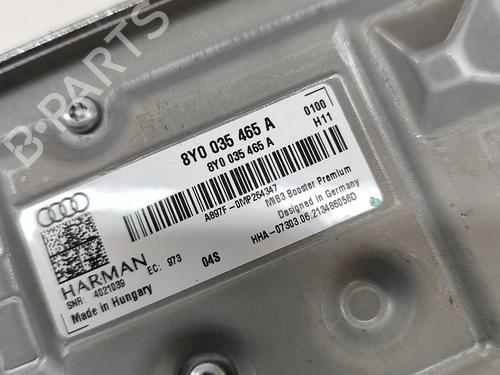 B-PARTS
8Y0 035 465 A
8Y0 035 465 A
0100
H11
A897F-0MP264347
MIB3 Booster Premium
Designed in Germany
HHA-07303.06.2134860560
HARMAN
EC: 973
04S
SNR: 4021039
Made in Hungary